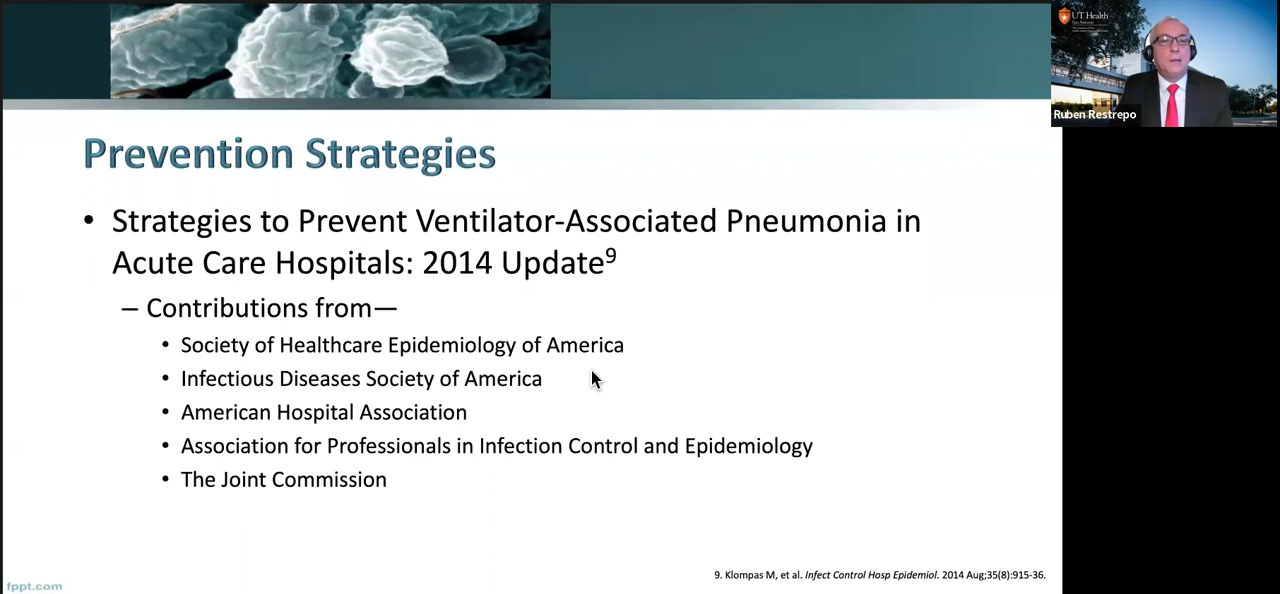 UT Health
Ruben Restrepo
Prevention Strategies
• Strategies to Prevent Ventilator-Associated Pneumonia in
Acute Care Hospitals: 2014 Update9
– Contributions from—
• Society of Healthcare Epidemiology of America
• Infectious Diseases Society of America
• American Hospital Association
• Association for Professionals in Infection Control and Epidemiology
• The Joint Commission
9. Klompas M, et al. Infect Control Hosp Epidemiol. 2014 Aug;35(8):915-36.
fppt.com